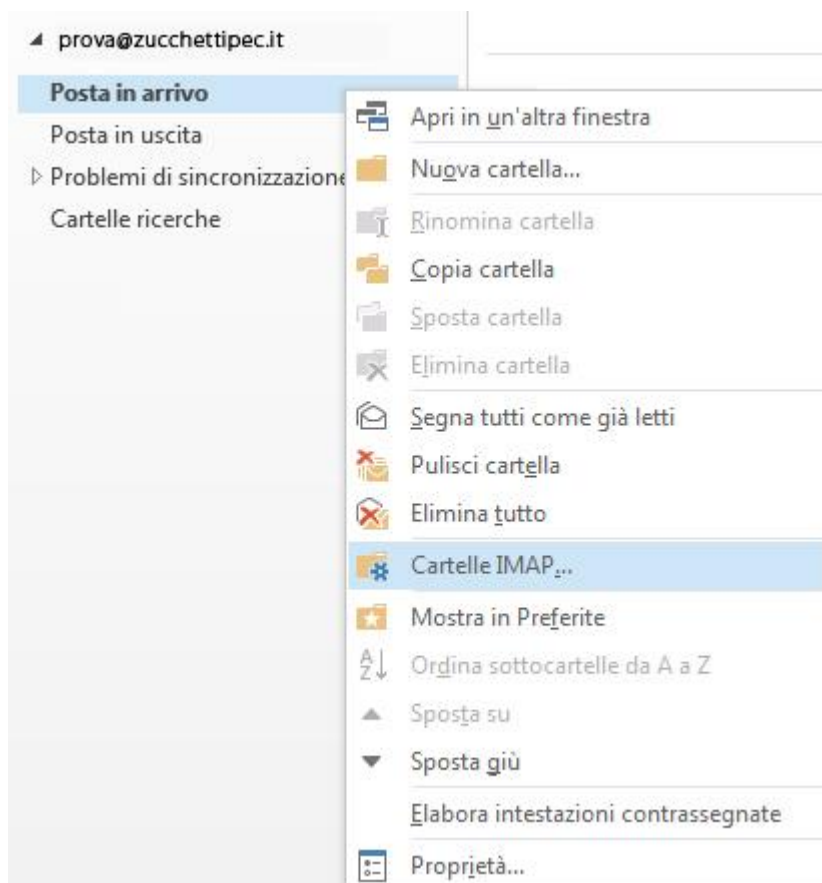 prova@zucchettipec.it
Posta in arrivo
Posta in uscita
Problemi di sincronizzazione
Cartelle ricerche
Apri in un'altra finestra
Nuova cartella...
Rinomina cartella
Copia cartella
Sposta cartella
Elimina cartella
Segna tutti come già letti
Pulisci cartella
Elimina tutto
Cartelle IMAP...
Mostra in Preferite
Ordina sottocartelle da A a Z
Sposta su
Sposta giù
Elabora intestazioni contrassegnate
Proprietà...